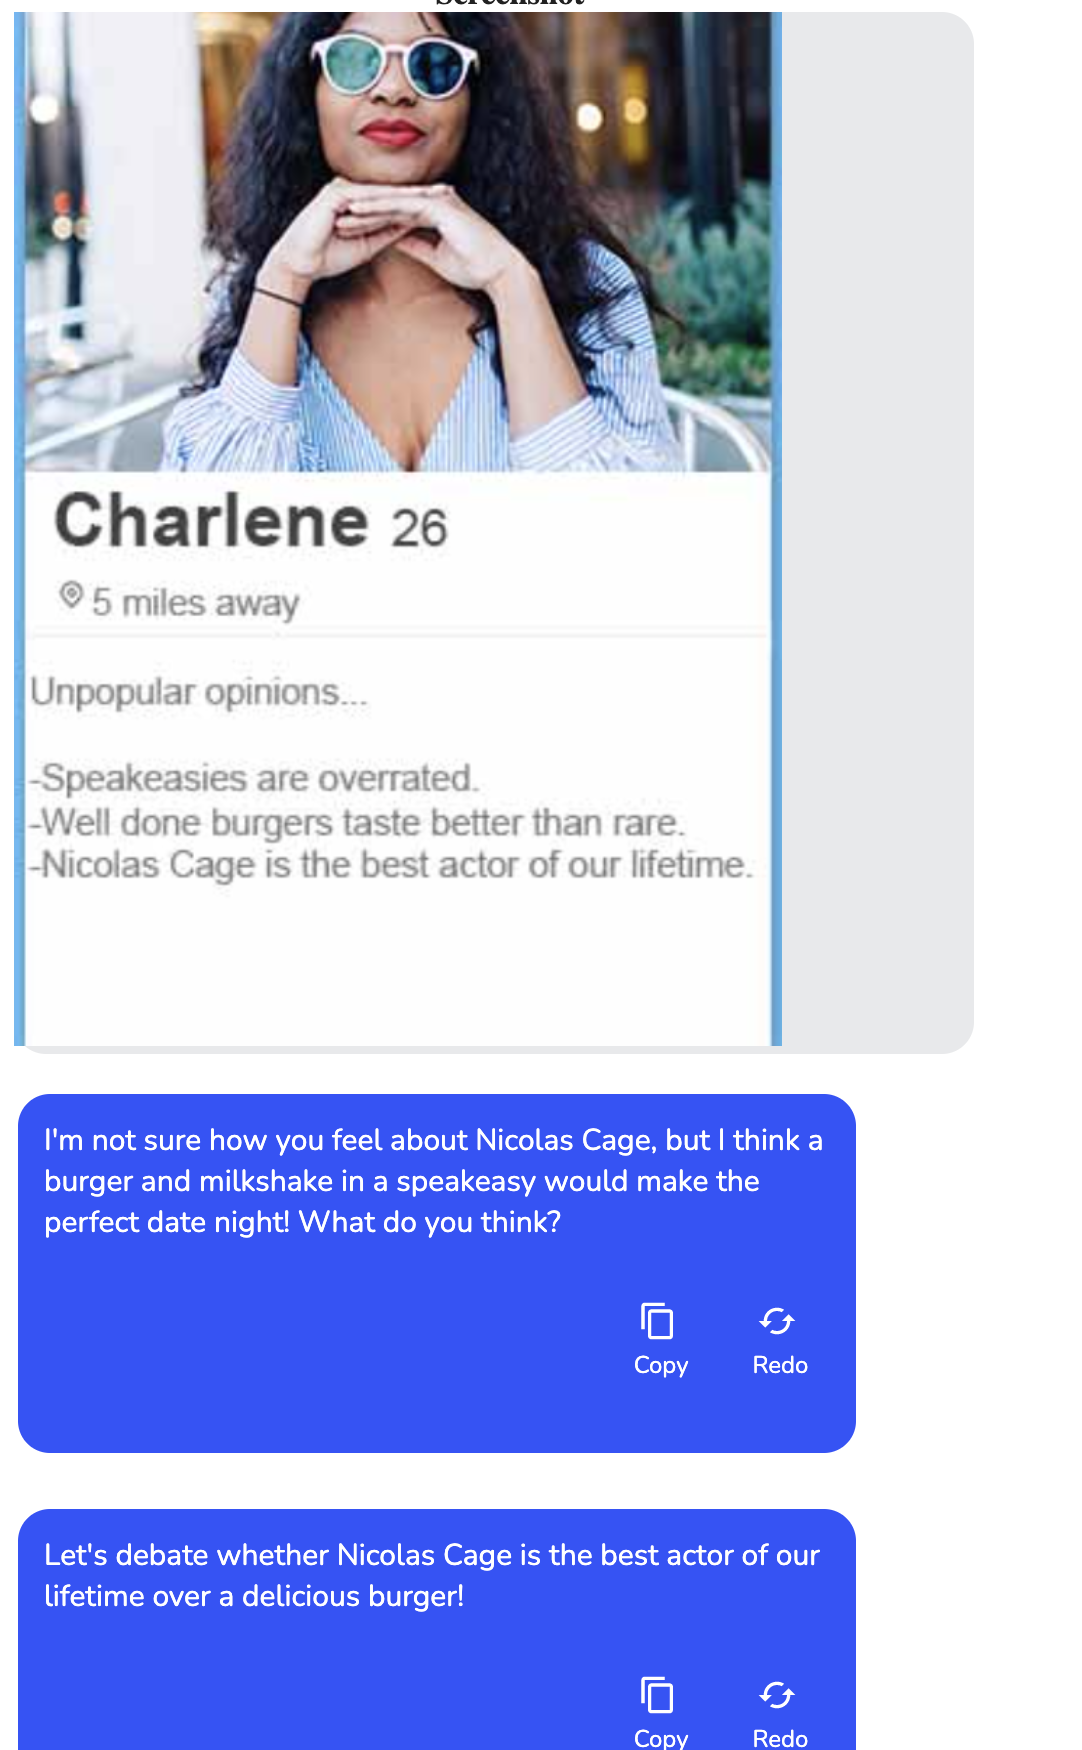 Screenshot
Charlene 26
5 miles away
Unpopular opinions...
-Speakeasies are overrated.
-Well done burgers taste better than rare.
-Nicolas Cage is the best actor of our lifetime.
I'm not sure how you feel about Nicolas Cage, but I think a
burger and milkshake in a speakeasy would make the
perfect date night! What do you think?
Copy Redo
Let's debate whether Nicolas Cage is the best actor of our
lifetime over a delicious burger!
Copy Redo